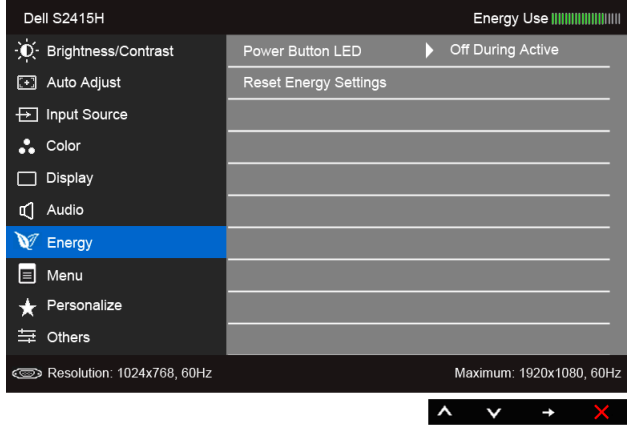 Dell S2415H Energy Use
Brightness/Contrast Power Button LED Off During Active
Auto Adjust Reset Energy Settings
Input Source
Color
Display
Audio
Energy
Menu
Personalize
Others
Resolution: 1024x768, 60Hz Maximum: 1920x1080, 60Hz